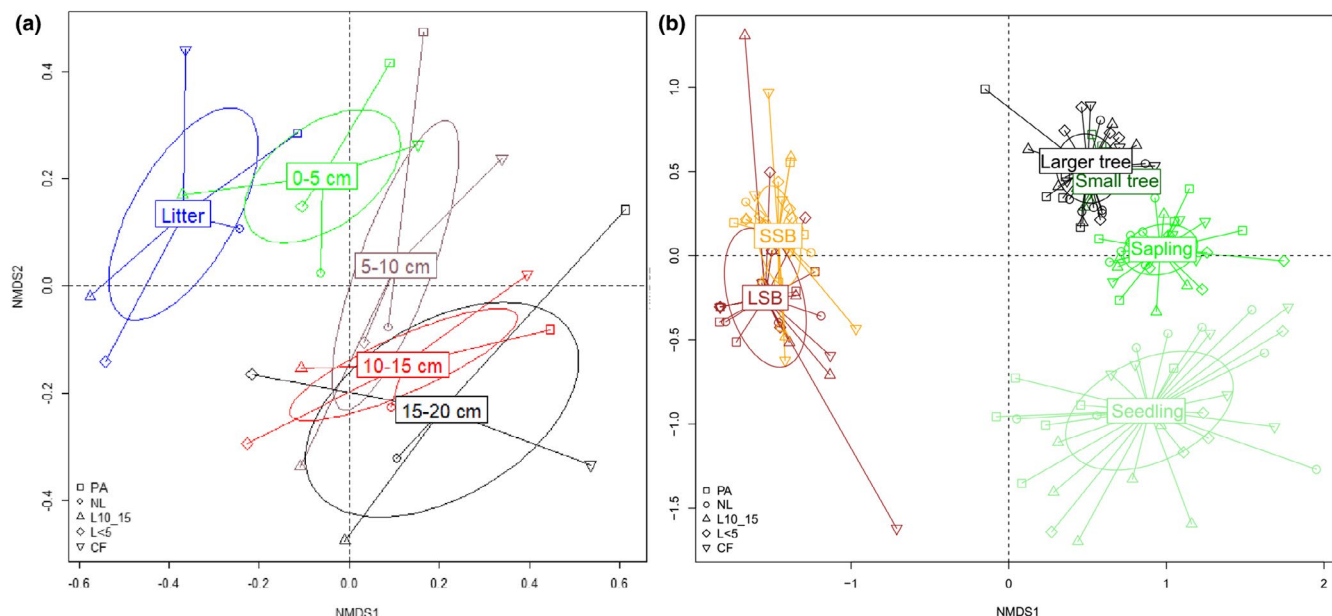 (a)
0.4
0.2
0.0
−0.2
−0.4
NMDS2
Litter
0-5 cm
5-10 cm
10-15 cm
15-20 cm
PA
NL
L10_15
L<5
CF
−0.6
−0.4
−0.2
0.0
0.2
0.4
0.6
NMDS1
(b)
1.0
0.5
0.0
−0.5
−1.0
−1.5
Larger tree
Small tree
SSB
Sapling
LSB
Seedling
PA
NL
L10_15
L<5
CF
−1
0
1
2
NMDS1